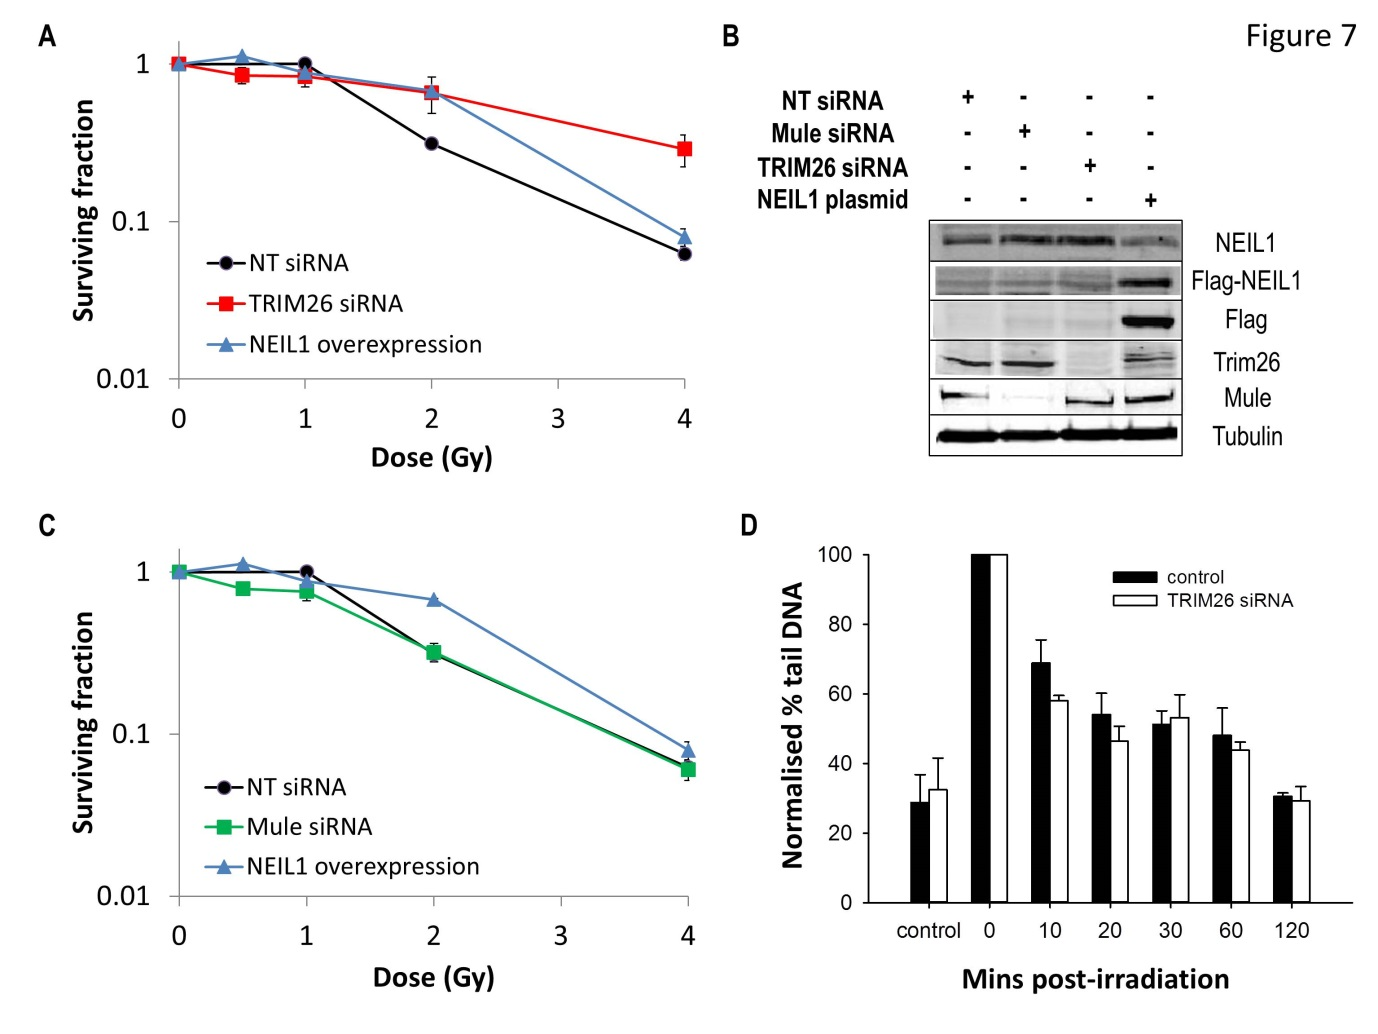 Figure 7
A
1
0.1
0.01
Surviving fraction
NT siRNA
TRIM26 siRNA
NEIL1 overexpression
0 1 2 3 4
Dose (Gy)
B
NT siRNA + - - -
Mule siRNA - + - -
TRIM26 siRNA - - + -
NEIL1 plasmid - - - +
NEIL1
Flag-NEIL1
Flag
Trim26
Mule
Tubulin
C
1
0.1
0.01
Surviving fraction
NT siRNA
Mule siRNA
NEIL1 overexpression
0 1 2 3 4
Dose (Gy)
D
100
80
60
40
20
0
Normalised % tail DNA
control
TRIM26 siRNA
control 0 10 20 30 60 120
Mins post-irradiation